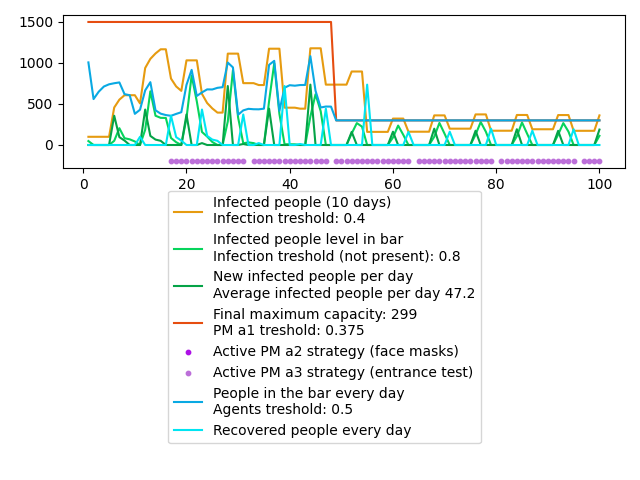 1500
1000
500
0
0 20 40 60 80 100
Infected people (10 days)
Infection treshold: 0.4
Infected people level in bar
Infection treshold (not present): 0.8
New infected people per day
Average infected people per day 47.2
Final maximum capacity: 299
PM a1 treshold: 0.375
Active PM a2 strategy (face masks)
Active PM a3 strategy (entrance test)
People in the bar every day
Agents treshold: 0.5
Recovered people every day